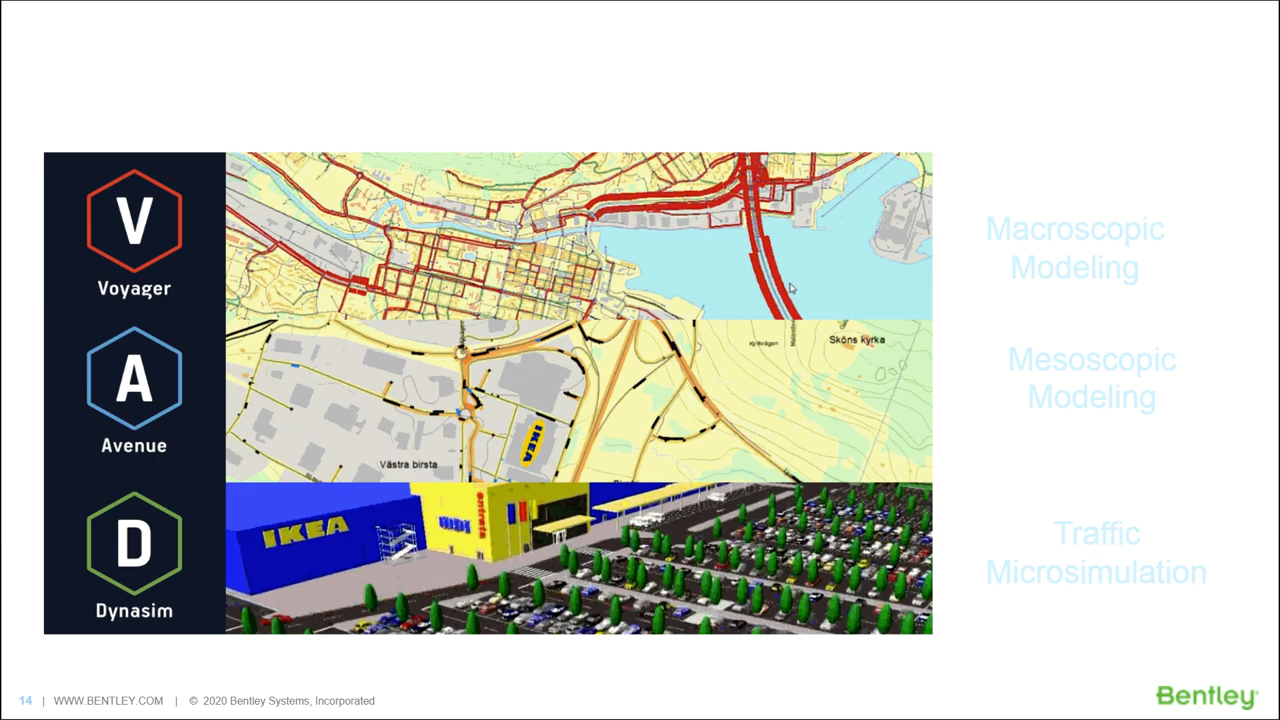 V
Voyager
Macroscopic
Modeling
A
Avenue
Sköns kyrka
IKEA
Västra birsta
Mesoscopic
Modeling
D
Dynasim
IKEA
entrata
Traffic
Microsimulation
14 | WWW.BENTLEY.COM | © 2020 Bentley Systems, Incorporated
Bentley